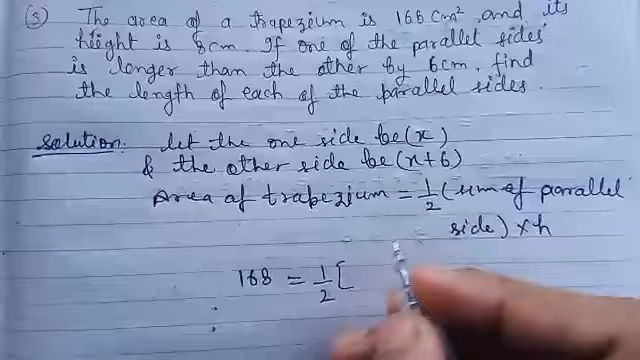 (3) The area of a trapezium is 168 cm² and its
height is 8cm. If one of the parallel sides
is longer than the other by 6cm, find
the length of each of the parallel sides.
Solution: let the one side be (x)
& the other side be (x+6)
Area of trapezium = 1/2 (sum of parallel
side) × h
168 = 1/2 [